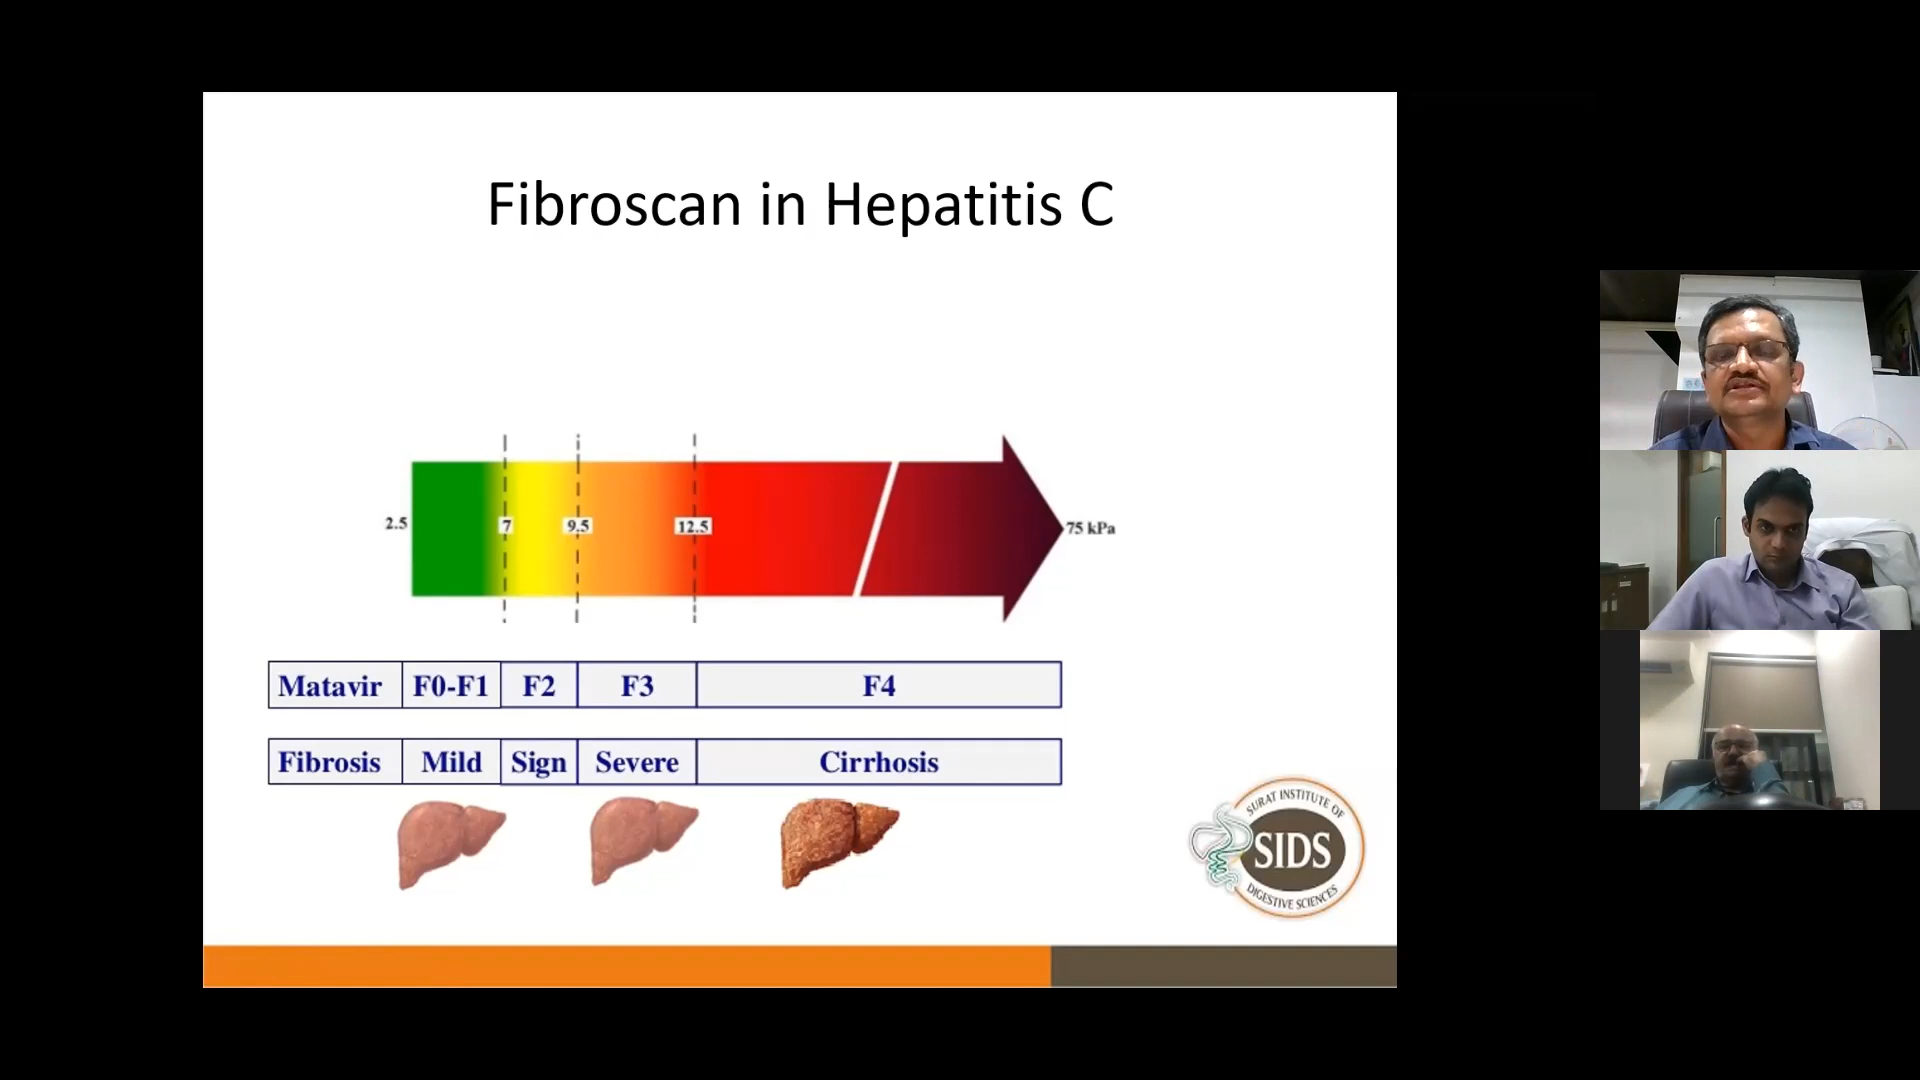 Fibroscan in Hepatitis C
2.5 7 9.5 12.5 75 kPa
Matavir F0-F1 F2 F3 F4
Fibrosis Mild Sign Severe Cirrhosis
SURAT INSTITUTE OF
SIDS
DIGESTIVE SCIENCES